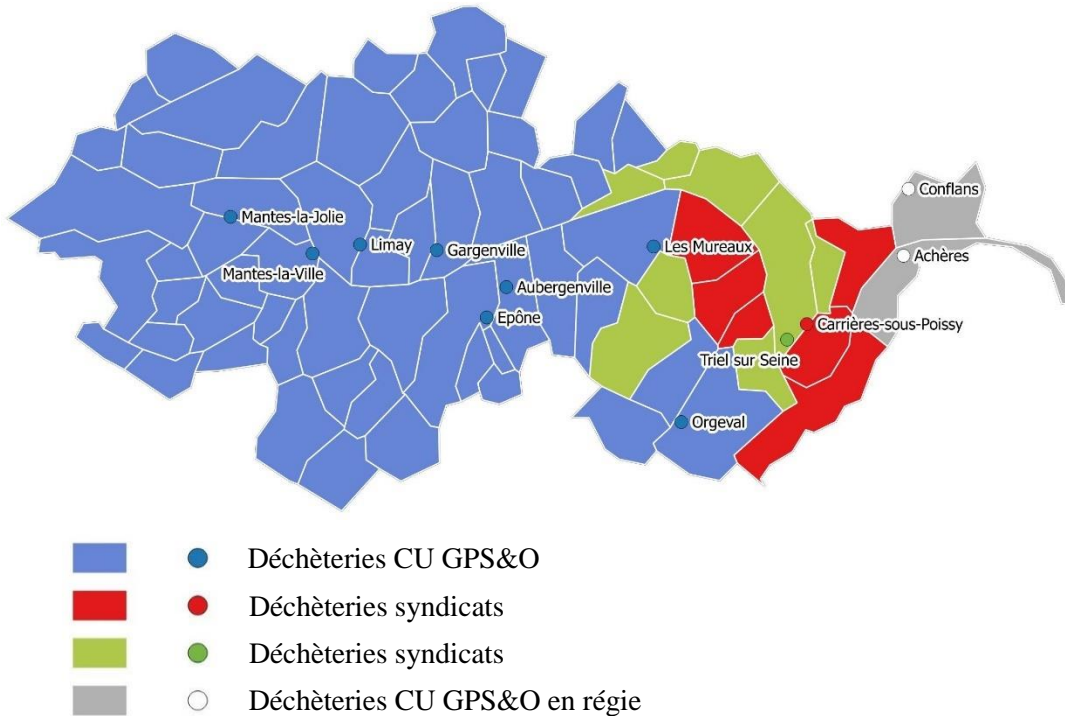 Conflans
Mantes-la-Jolie
Limay
Les Mureaux
Gargenville
Achères
Mantes-la-Ville
Aubergenville
Epône
Carrières-sous-Poissy
Triel sur Seine
Orgeval
Déchèteries CU GPS&O
Déchèteries syndicats
Déchèteries syndicats
Déchèteries CU GPS&O en régie